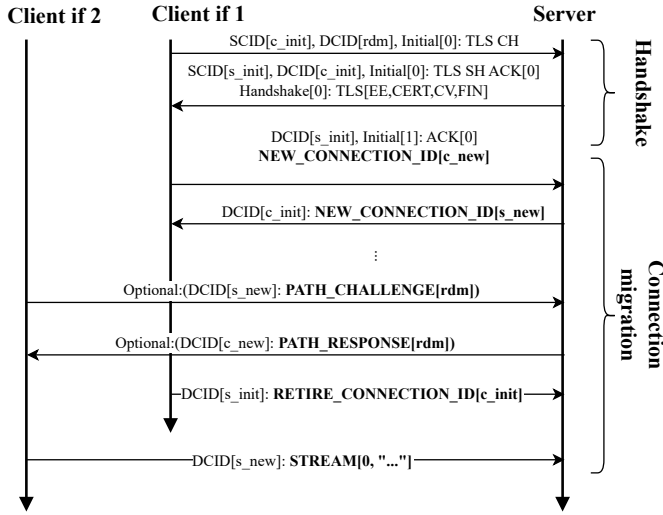 Client if 2
Client if 1
Server
SCID[c_init], DCID[rdm], Initial[0]: TLS CH
SCID[s_init], DCID[c_init], Initial[0]: TLS SH ACK[0]
Handshake[0]: TLS[EE,CERT,CV,FIN]
Handshake
DCID[s_init], Initial[1]: ACK[0]
NEW_CONNECTION_ID[c_new]
DCID[c_init]: NEW_CONNECTION_ID[s_new]
...
Optional:(DCID[s_new]: PATH_CHALLENGE[rdm])
Optional:(DCID[c_new]: PATH_RESPONSE[rdm])
DCID[s_init]: RETIRE_CONNECTION_ID[c_init]
DCID[s_new]: STREAM[0, "..."]
Connection
migration